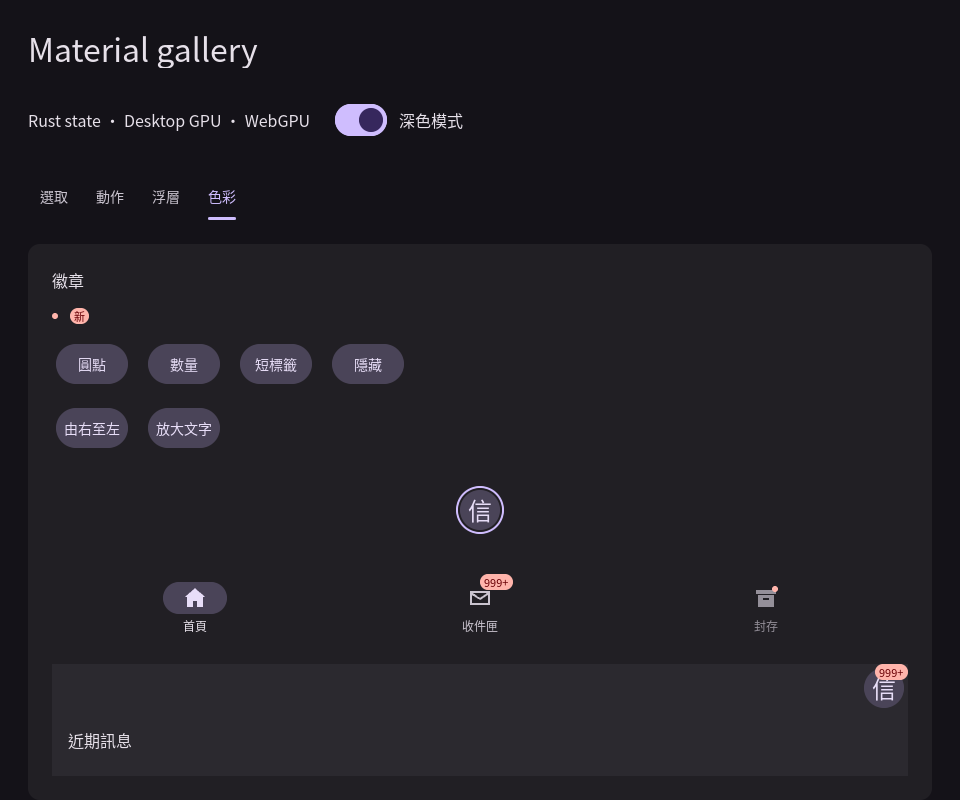 Material gallery
Rust state • Desktop GPU • WebGPU 深色模式
選取 動作 浮層 色彩
徽章
新
圓點 數量 短標籤 隱藏
由右至左 放大文字
信
999+
首頁 收件匣 封存
999+
信
近期訊息